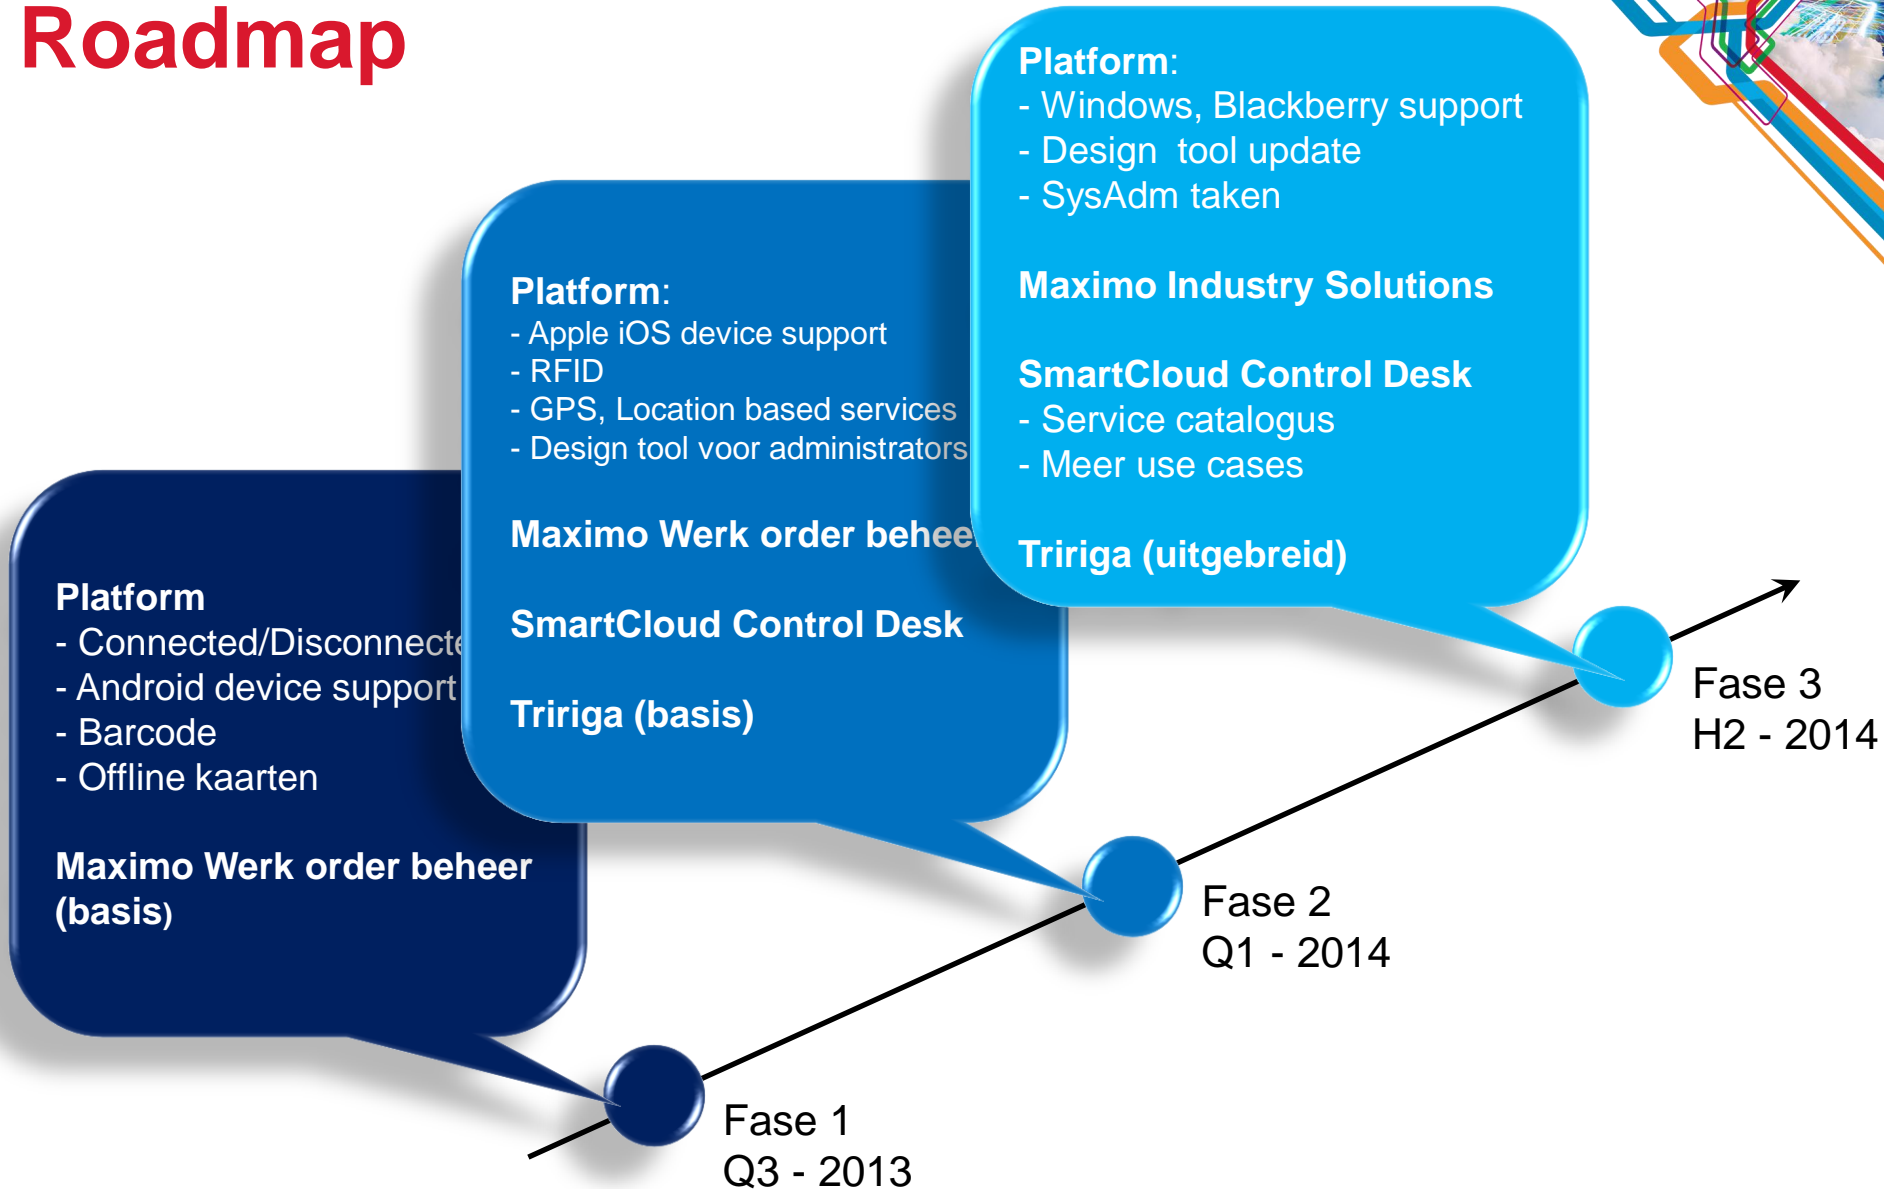 Roadmap
Platform:
- Windows, Blackberry support
- Design tool update
- SysAdm taken
Maximo Industry Solutions
SmartCloud Control Desk
- Service catalogus
- Meer use cases
Tririga (uitgebreid)
Platform:
- Apple iOS device support
- RFID
- GPS, Location based services
- Design tool voor administrators
Maximo Werk order behee
SmartCloud Control Desk
Tririga (basis)
Platform
- Connected/Disconnecte
- Android device support
- Barcode
- Offline kaarten
Maximo Werk order beheer
(basis)
Fase 3
H2 - 2014
Fase 2
Q1 - 2014
Fase 1
Q3 - 2013